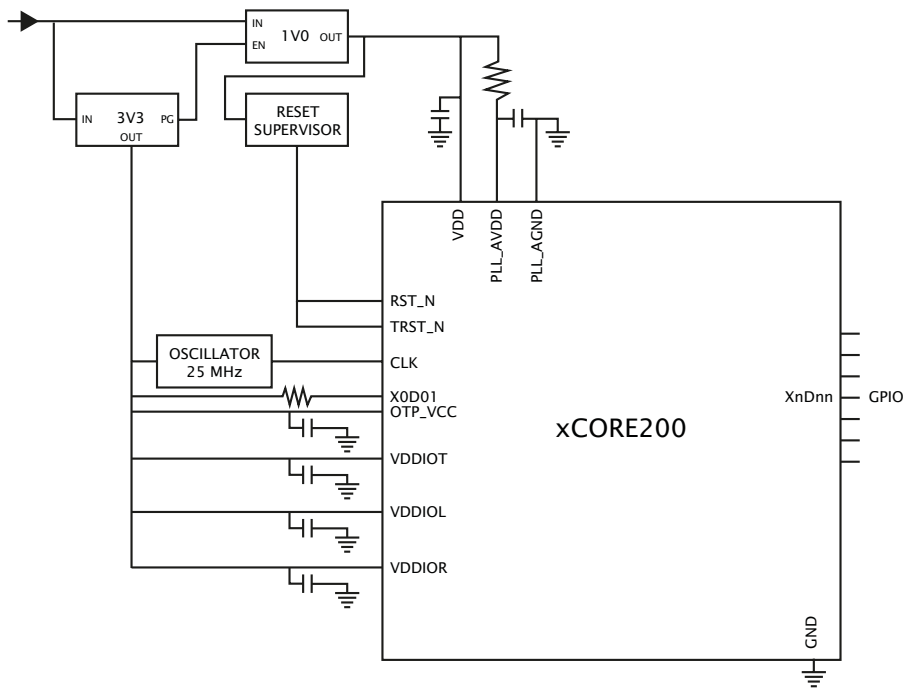 IN
1V0
OUT
EN
IN
3V3
PG
OUT
RESET
SUPERVISOR
VDD
PLL_AVDD
PLL_AGND
RST_N
TRST_N
OSCILLATOR
25 MHz
CLK
X0D01
OTP_VCC
XnDnn
GPIO
xCORE200
VDDIOT
VDDIOL
VDDIOR
GND